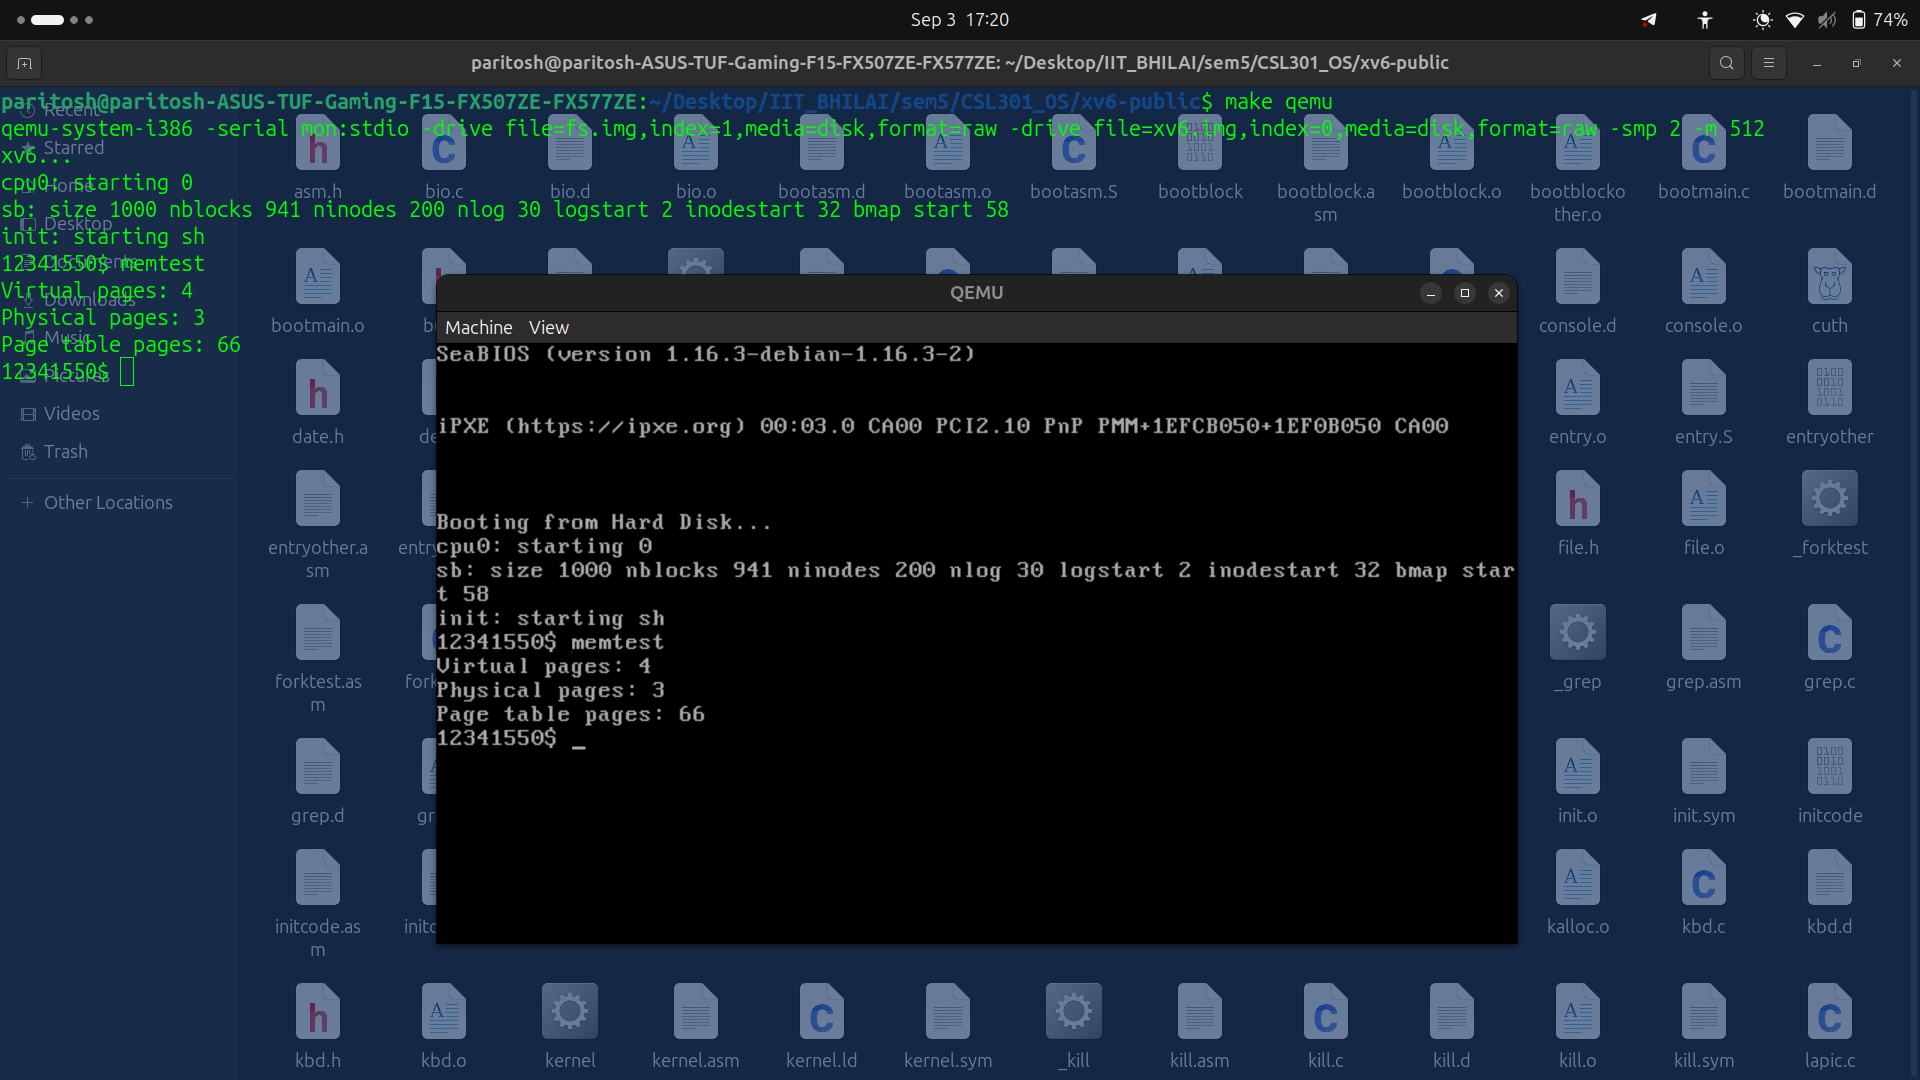 Sep 3 17:20
74%
paritosh@paritosh-ASUS-TUF-Gaming-F15-FX507ZE-FX577ZE: ~/Desktop/IIT_BHILAI/sem5/CSL301_OS/xv6-public
paritosh@paritosh-ASUS-TUF-Gaming-F15-FX507ZE-FX577ZE:~/Desktop/IIT_BHILAI/sem5/CSL301_OS/xv6-public$ make qemu
qemu-system-i386 -serial mon:stdio -drive file=fs.img,index=1,media=disk,format=raw -drive file=xv6.img,index=0,media=disk,format=raw -smp 2 -m 512
xv6...
cpu0: starting 0
sb: size 1000 nblocks 941 ninodes 200 nlog 30 logstart 2 inodestart 32 bmap start 58
init: starting sh
12341550$ memtest
Virtual pages: 4
Physical pages: 3
Page table pages: 66
12341550$
Recent
Starred
Home
Desktop
Documents
Downloads
Music
Pictures
Videos
Trash
Other Locations
asm.h bio.c bio.d bio.o bootasm.d bootasm.o bootasm.S bootblock bootblock.a bootblock.o bootblocko bootmain.c bootmain.d
sm ther.o
QEMU
Machine View
SeaBIOS (version 1.16.3-debian-1.16.3-2)
iPXE (https://ipxe.org) 00:03.0 CA00 PCI2.10 PnP PMM+1EFCB050+1EF0B050 CA00
Booting from Hard Disk...
cpu0: starting 0
sb: size 1000 nblocks 941 ninodes 200 nlog 30 logstart 2 inodestart 32 bmap star
t 58
init: starting sh
12341550$ memtest
Virtual pages: 4
Physical pages: 3
Page table pages: 66
12341550$ _
bootmain.o console.d console.o cuth
date.h entry.o entry.S entryother
entryother.a file.h file.o _forktest
sm
forktest.as _grep grep.asm grep.c
m
grep.d init.o init.sym initcode
initcode.as kalloc.o kbd.c kbd.d
m
kbd.h kbd.o kernel kernel.asm kernel.ld kernel.sym _kill kill.asm kill.c kill.d kill.o kill.sym lapic.c